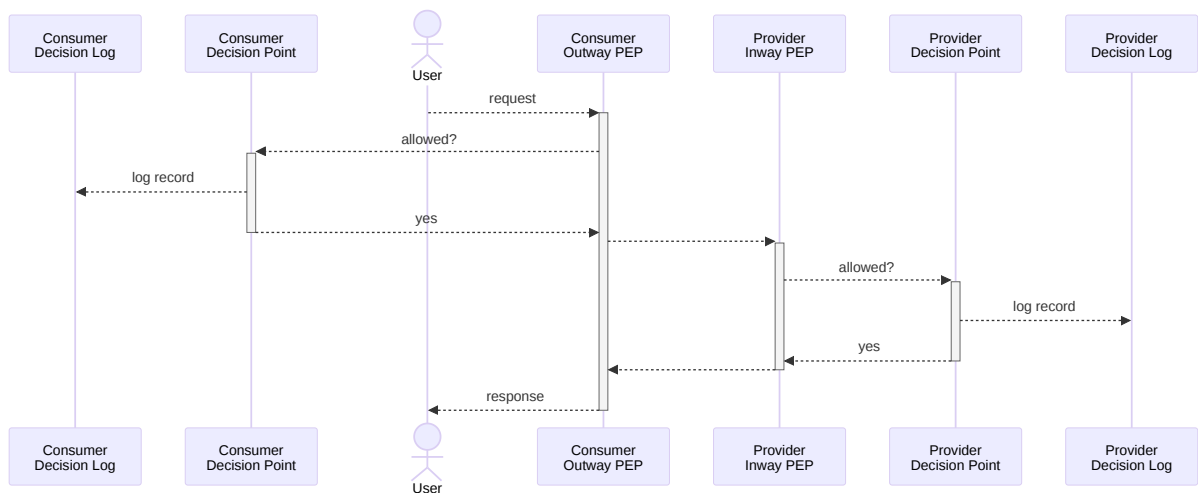 Consumer
Decision Log
Consumer
Decision Point
User
Consumer
Outway PEP
Provider
Inway PEP
Provider
Decision Point
Provider
Decision Log
request
allowed?
log record
yes
allowed?
log record
yes
response
Consumer
Decision Log
Consumer
Decision Point
User
Consumer
Outway PEP
Provider
Inway PEP
Provider
Decision Point
Provider
Decision Log